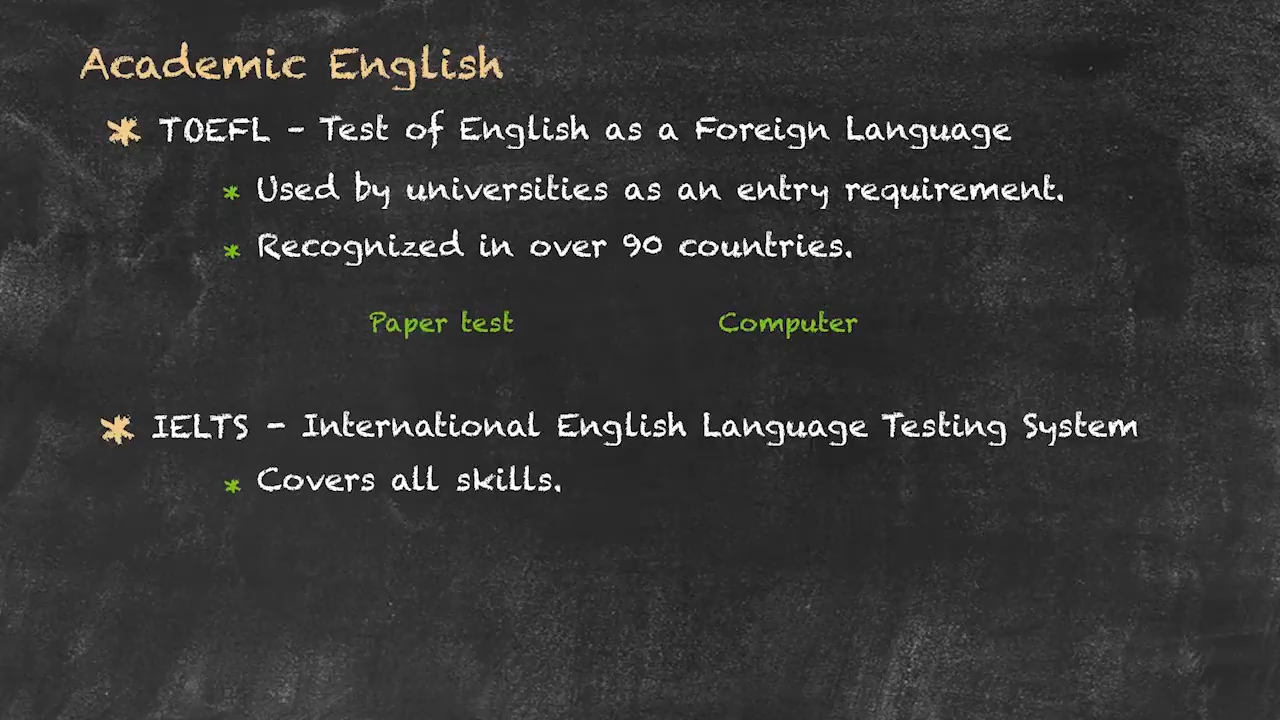 Academic English
* TOEFL - Test of English as a Foreign Language
* Used by universities as an entry requirement.
* Recognized in over 90 countries.
Paper test Computer
* IELTS - International English Language Testing System
* Covers all skills.